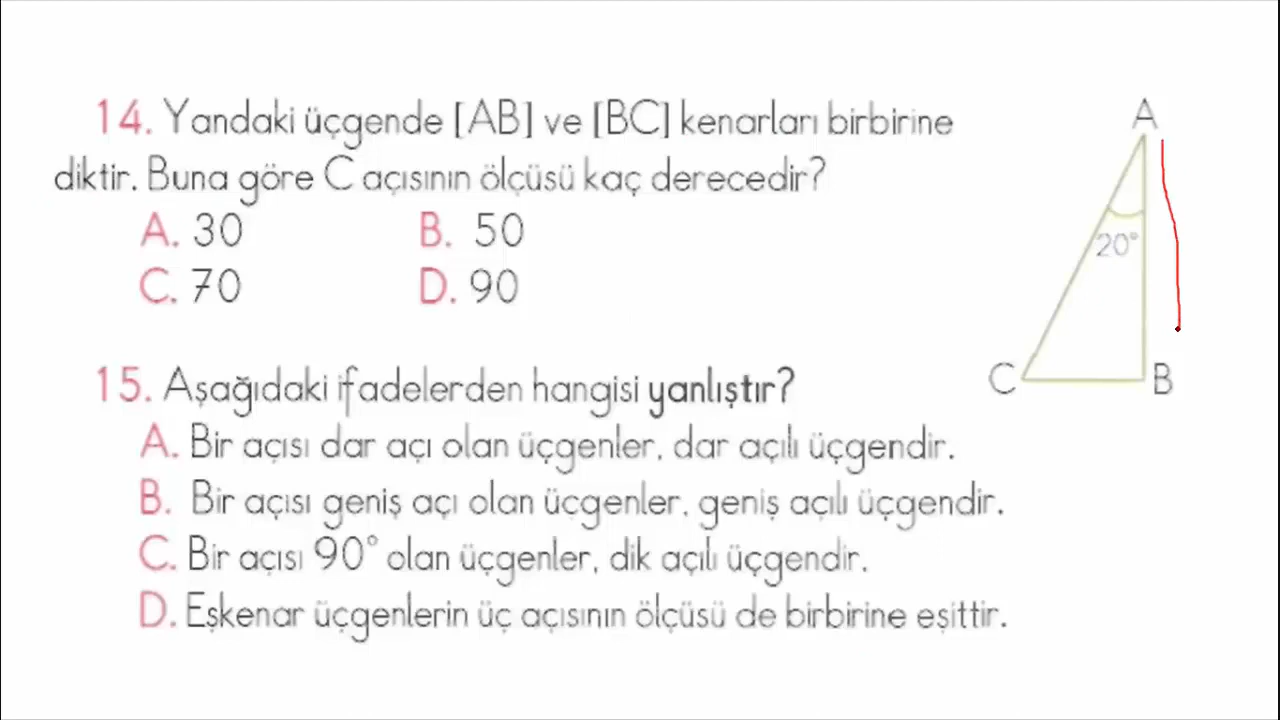 14. Yandaki üçgende [AB] ve [BC] kenarları birbirine
diktir. Buna göre C açısının ölçüsü kaç derecedir?
A. 30 B. 50
C. 70 D. 90
A
20°
C B
15. Aşağıdaki ifadelerden hangisi yanlıştır?
A. Bir açısı dar açı olan üçgenler, dar açılı üçgendir.
B. Bir açısı geniş açı olan üçgenler, geniş açılı üçgendir.
C. Bir açısı 90° olan üçgenler, dik açılı üçgendir.
D. Eşkenar üçgenlerin üç açısının ölçüsü de birbirine eşittir.